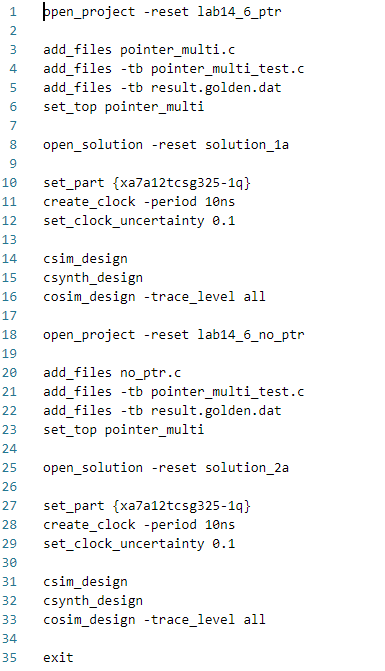 1 open_project -reset lab14_6_ptr
2
3 add_files pointer_multi.c
4 add_files -tb pointer_multi_test.c
5 add_files -tb result.golden.dat
6 set_top pointer_multi
7
8 open_solution -reset solution_1a
9
10 set_part {xa7a12tcsg325-1q}
11 create_clock -period 10ns
12 set_clock_uncertainty 0.1
13
14 csim_design
15 csynth_design
16 cosim_design -trace_level all
17
18 open_project -reset lab14_6_no_ptr
19
20 add_files no_ptr.c
21 add_files -tb pointer_multi_test.c
22 add_files -tb result.golden.dat
23 set_top pointer_multi
24
25 open_solution -reset solution_2a
26
27 set_part {xa7a12tcsg325-1q}
28 create_clock -period 10ns
29 set_clock_uncertainty 0.1
30
31 csim_design
32 csynth_design
33 cosim_design -trace_level all
34
35 exit